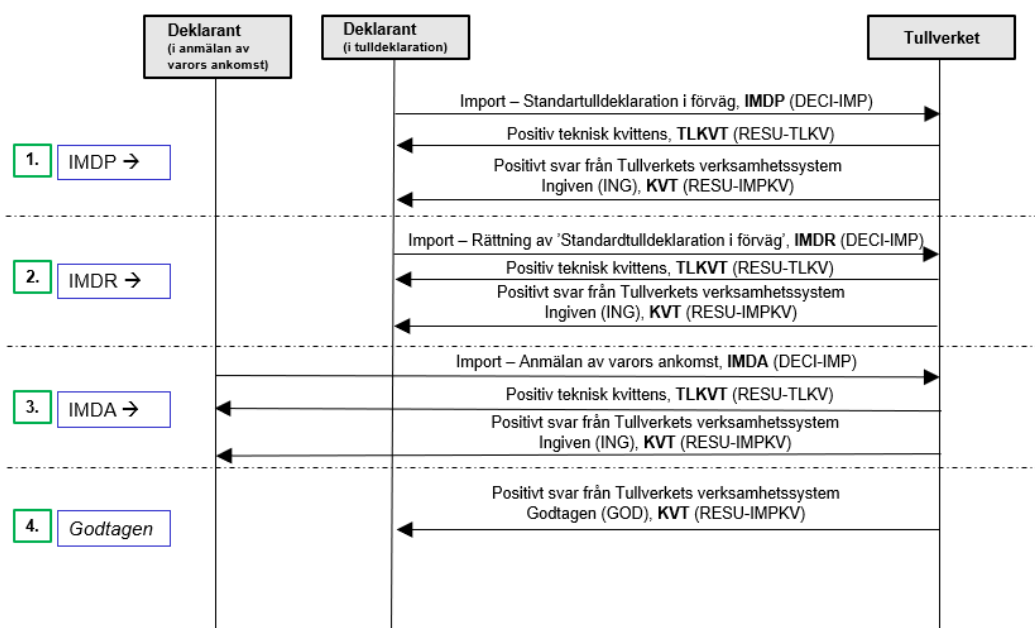 Deklarant
(i anmälan av
varors ankomst)
Deklarant
(i tulldeklaration)
Tullverket
Import – Standartulldeklaration i förväg, IMDP (DECI-IMP)
Positiv teknisk kvittens, TLKVT (RESU-TLKV)
1.
IMDP →
Positivt svar från Tullverkets verksamhetssystem
Ingiven (ING), KVT (RESU-IMPKV)
Import – Rättning av ’Standardtulldeklaration i förväg’, IMDR (DECI-IMP)
Positiv teknisk kvittens, TLKVT (RESU-TLKV)
2.
IMDR →
Positivt svar från Tullverkets verksamhetssystem
Ingiven (ING), KVT (RESU-IMPKV)
Import – Anmälan av varors ankomst, IMDA (DECI-IMP)
Positiv teknisk kvittens, TLKVT (RESU-TLKV)
3.
IMDA →
Positivt svar från Tullverkets verksamhetssystem
Ingiven (ING), KVT (RESU-IMPKV)
Positivt svar från Tullverkets verksamhetssystem
Godtagen (GOD), KVT (RESU-IMPKV)
4.
Godtagen